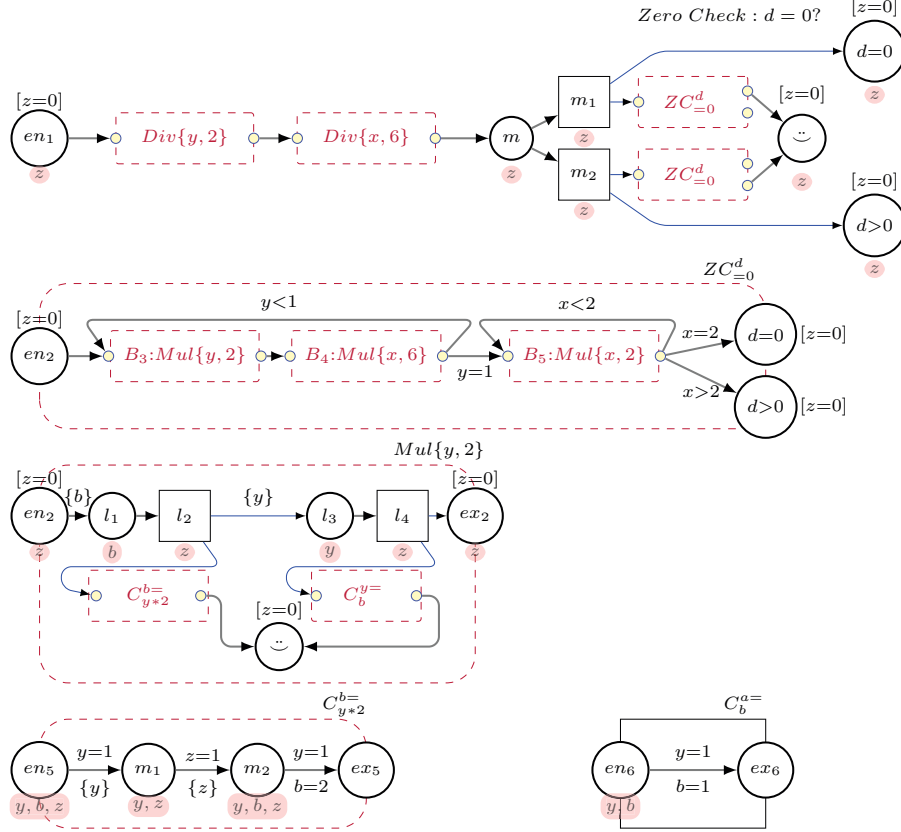 Zero Check : d = 0?
[z=0]
d=0
z
[z=0]
en1
z
Div{y, 2}
Div{x, 6}
m
z
m1
z
ZC^d_{=0}
[z=0]
¨⌣
z
m2
z
ZC^d_{=0}
[z=0]
d>0
z
ZC^d_{=0}
[z=0]
en2
y<1
B3:Mul{y, 2}
B4:Mul{x, 6}
y=1
x<2
B5:Mul{x, 2}
x=2
x>2
d=0
[z=0]
d>0
[z=0]
Mul{y, 2}
[z=0]
en2
z
{b}
l1
b
l2
z
{y}
l3
y
l4
z
[z=0]
ex2
z
C^{b=}_{y*2}
C^{y=}_b
[z=0]
¨⌣
C^{b=}_{y*2}
en5
y, b, z
y=1
{y}
m1
y, z
z=1
{z}
m2
y, b, z
y=1
b=2
ex5
C^{a=}_b
en6
y, b
y=1
b=1
ex6